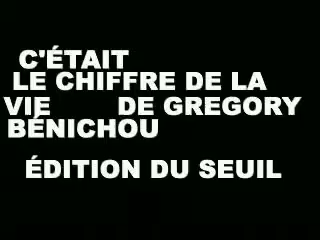 C'ÉTAIT
LE CHIFFRE DE LA
VIE DE GREGORY
BÉNICHOU
ÉDITION DU SEUIL